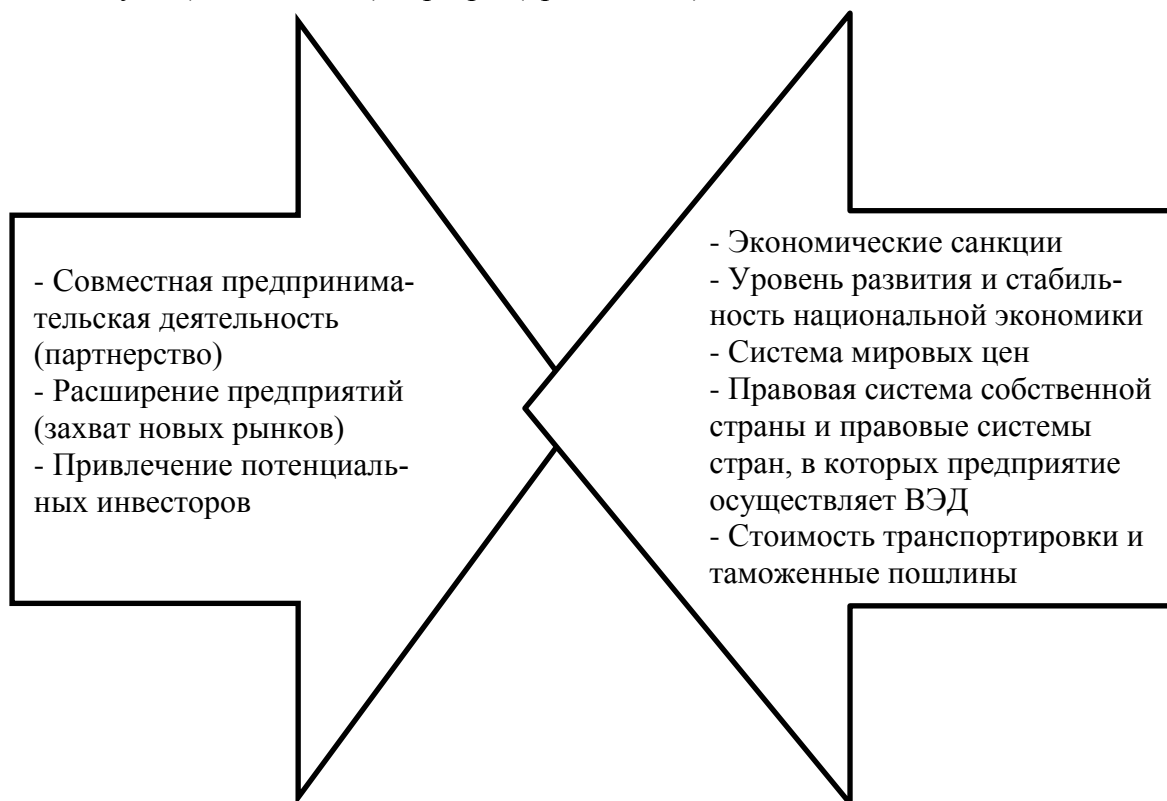 - Совместная предпринима-
тельская деятельность
(партнерство)
- Расширение предприятий
(захват новых рынков)
- Привлечение потенциаль-
ных инвесторов
- Экономические санкции
- Уровень развития и стабиль-
ность национальной экономики
- Система мировых цен
- Правовая система собственной
страны и правовые системы
стран, в которых предприятие
осуществляет ВЭД
- Стоимость транспортировки и
таможенные пошлины